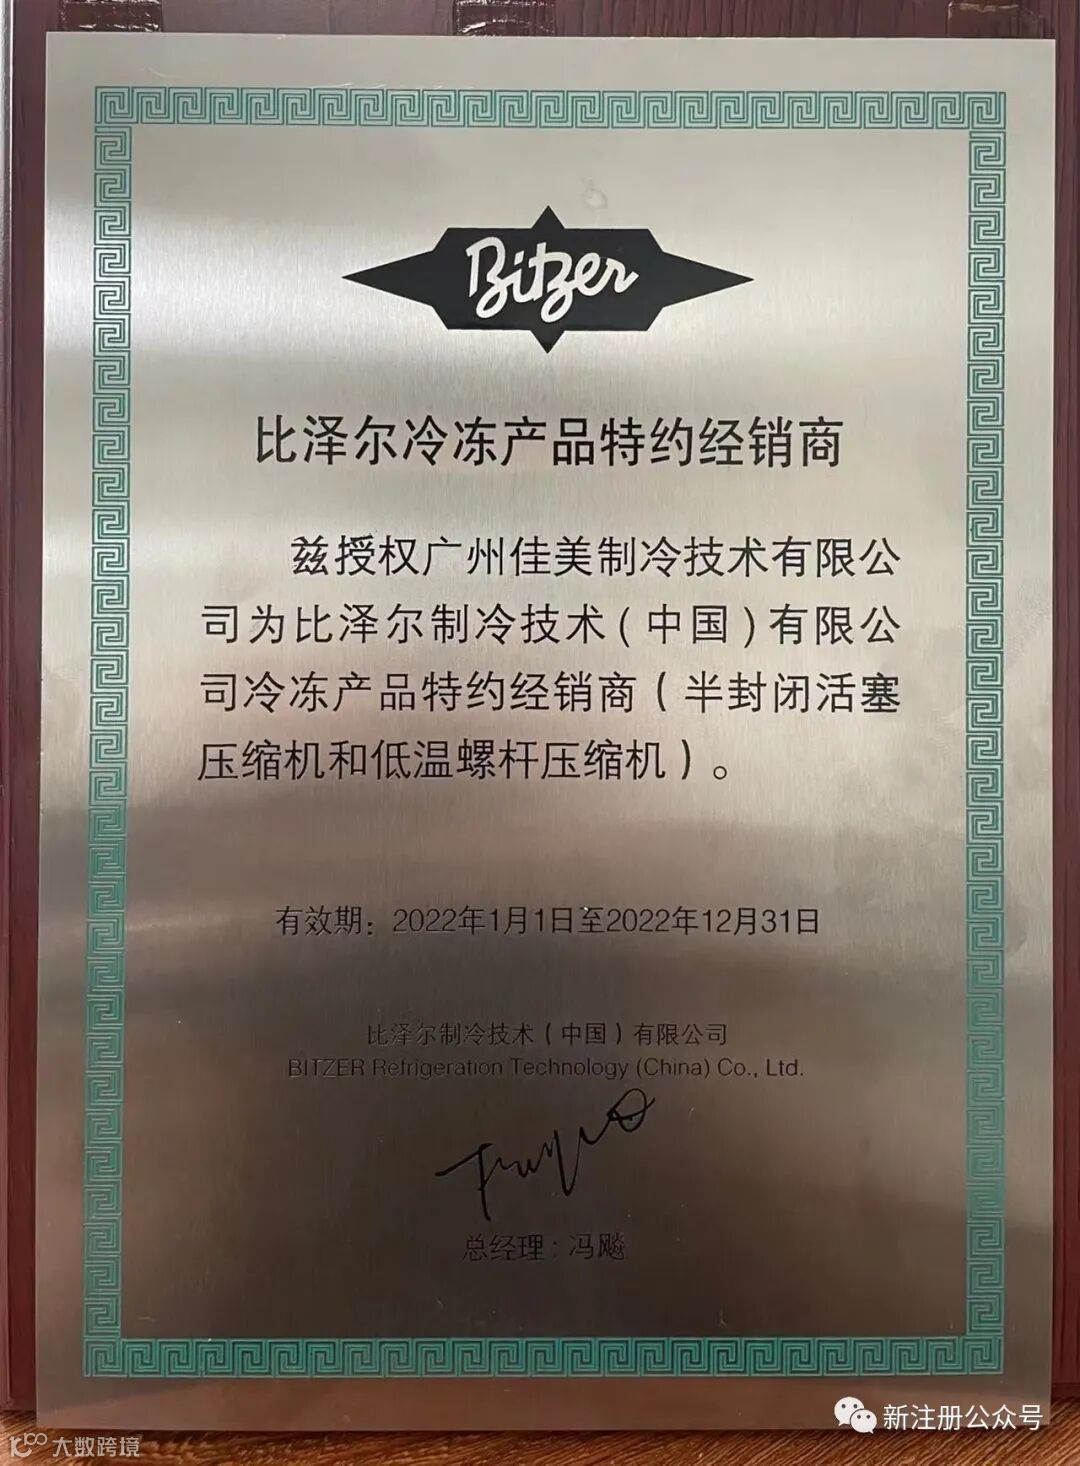 Bitzer
比泽尔冷冻产品特约经销商
兹授权广州佳美制冷技术有限公
司为比泽尔制冷技术(中国)有限公
司冷冻产品特约经销商(半封闭活塞
压缩机和低温螺杆压缩机)。
有效期：2022年1月1日至2022年12月31日
比泽尔制冷技术(中国)有限公司
BITZER Refrigeration Technology (China) Co., Ltd.
总经理：冯飚
新注册公众号
大数跨境